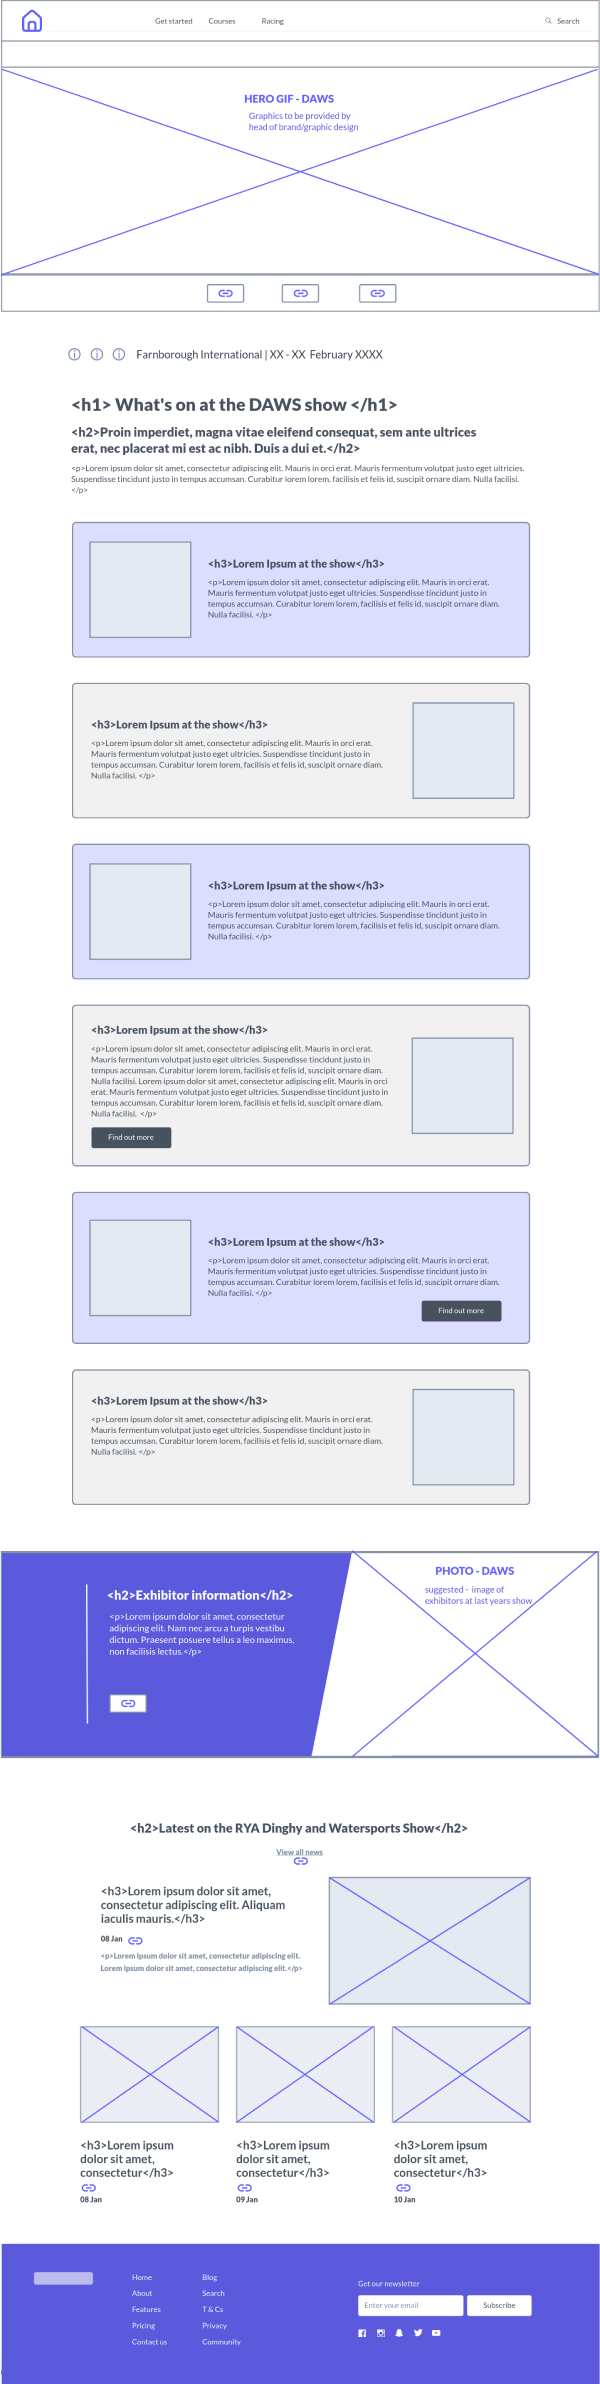 Get started
Courses
Racing
Search
HERO GIF - DAWS
Graphics to be provided by
head of brand/graphic design
Farnborough International | XX - XX  February XXXX
<h1> What's on at the DAWS show </h1>
<h2>Proin imperdiet, magna vitae eleifend consequat, sem ante ultrices
erat, nec placerat mi est ac nibh. Duis a dui et.</h2>
<p>Lorem ipsum dolor sit amet, consectetur adipiscing elit. Mauris in orci erat. Mauris fermentum volutpat justo eget ultricies.
Suspendisse tincidunt justo in tempus accumsan. Curabitur lorem lorem, facilisis et felis id, suscipit ornare diam. Nulla facilisi.
</p>
<h3>Lorem Ipsum at the show</h3>
<p>Lorem ipsum dolor sit amet, consectetur adipiscing elit. Mauris in orci erat.
Mauris fermentum volutpat justo eget ultricies. Suspendisse tincidunt justo in
tempus accumsan. Curabitur lorem lorem, facilisis et felis id, suscipit ornare diam.
Nulla facilisi. </p>
<h3>Lorem Ipsum at the show</h3>
<p>Lorem ipsum dolor sit amet, consectetur adipiscing elit. Mauris in orci erat.
Mauris fermentum volutpat justo eget ultricies. Suspendisse tincidunt justo in
tempus accumsan. Curabitur lorem lorem, facilisis et felis id, suscipit ornare diam.
Nulla facilisi. </p>
<h3>Lorem Ipsum at the show</h3>
<p>Lorem ipsum dolor sit amet, consectetur adipiscing elit. Mauris in orci erat.
Mauris fermentum volutpat justo eget ultricies. Suspendisse tincidunt justo in
tempus accumsan. Curabitur lorem lorem, facilisis et felis id, suscipit ornare diam.
Nulla facilisi. </p>
<h3>Lorem Ipsum at the show</h3>
<p>Lorem ipsum dolor sit amet, consectetur adipiscing elit. Mauris in orci erat.
Mauris fermentum volutpat justo eget ultricies. Suspendisse tincidunt justo in
tempus accumsan. Curabitur lorem lorem, facilisis et felis id, suscipit ornare diam.
Nulla facilisi. Lorem ipsum dolor sit amet, consectetur adipiscing elit. Mauris in orci
erat. Mauris fermentum volutpat justo eget ultricies. Suspendisse tincidunt justo in
tempus accumsan. Curabitur lorem lorem, facilisis et felis id, suscipit ornare diam.
Nulla facilisi.  </p>
Find out more
<h3>Lorem Ipsum at the show</h3>
<p>Lorem ipsum dolor sit amet, consectetur adipiscing elit. Mauris in orci erat.
Mauris fermentum volutpat justo eget ultricies. Suspendisse tincidunt justo in
tempus accumsan. Curabitur lorem lorem, facilisis et felis id, suscipit ornare diam.
Nulla facilisi. </p>
Find out more
<h3>Lorem Ipsum at the show</h3>
<p>Lorem ipsum dolor sit amet, consectetur adipiscing elit. Mauris in orci erat.
Mauris fermentum volutpat justo eget ultricies. Suspendisse tincidunt justo in
tempus accumsan. Curabitur lorem lorem, facilisis et felis id, suscipit ornare diam.
Nulla facilisi. </p>
<h2>Exhibitor information</h2>
<p>Lorem ipsum dolor sit amet, consectetur
adipiscing elit. Nam nec arcu a turpis vestibu
dictum. Praesent posuere tellus a leo maximus,
non facilisis lectus.</p>
PHOTO - DAWS
suggested -  image of
exhibitors at last years show
<h2>Latest on the RYA Dinghy and Watersports Show</h2>
View all news
<h3>Lorem ipsum dolor sit amet,
consectetur adipiscing elit. Aliquam
iaculis mauris.</h3>
08 Jan
<p>Lorem ipsum dolor sit amet, consectetur adipiscing elit.
Lorem ipsum dolor sit amet, consectetur adipiscing elit.</p>
<h3>Lorem ipsum
dolor sit amet,
consectetur</h3>
08 Jan
<h3>Lorem ipsum
dolor sit amet,
consectetur</h3>
09 Jan
<h3>Lorem ipsum
dolor sit amet,
consectetur</h3>
10 Jan
Home
About
Features
Pricing
Contact us
Blog
Search
T & Cs
Privacy
Community
Get our newsletter
Enter your email
Subscribe